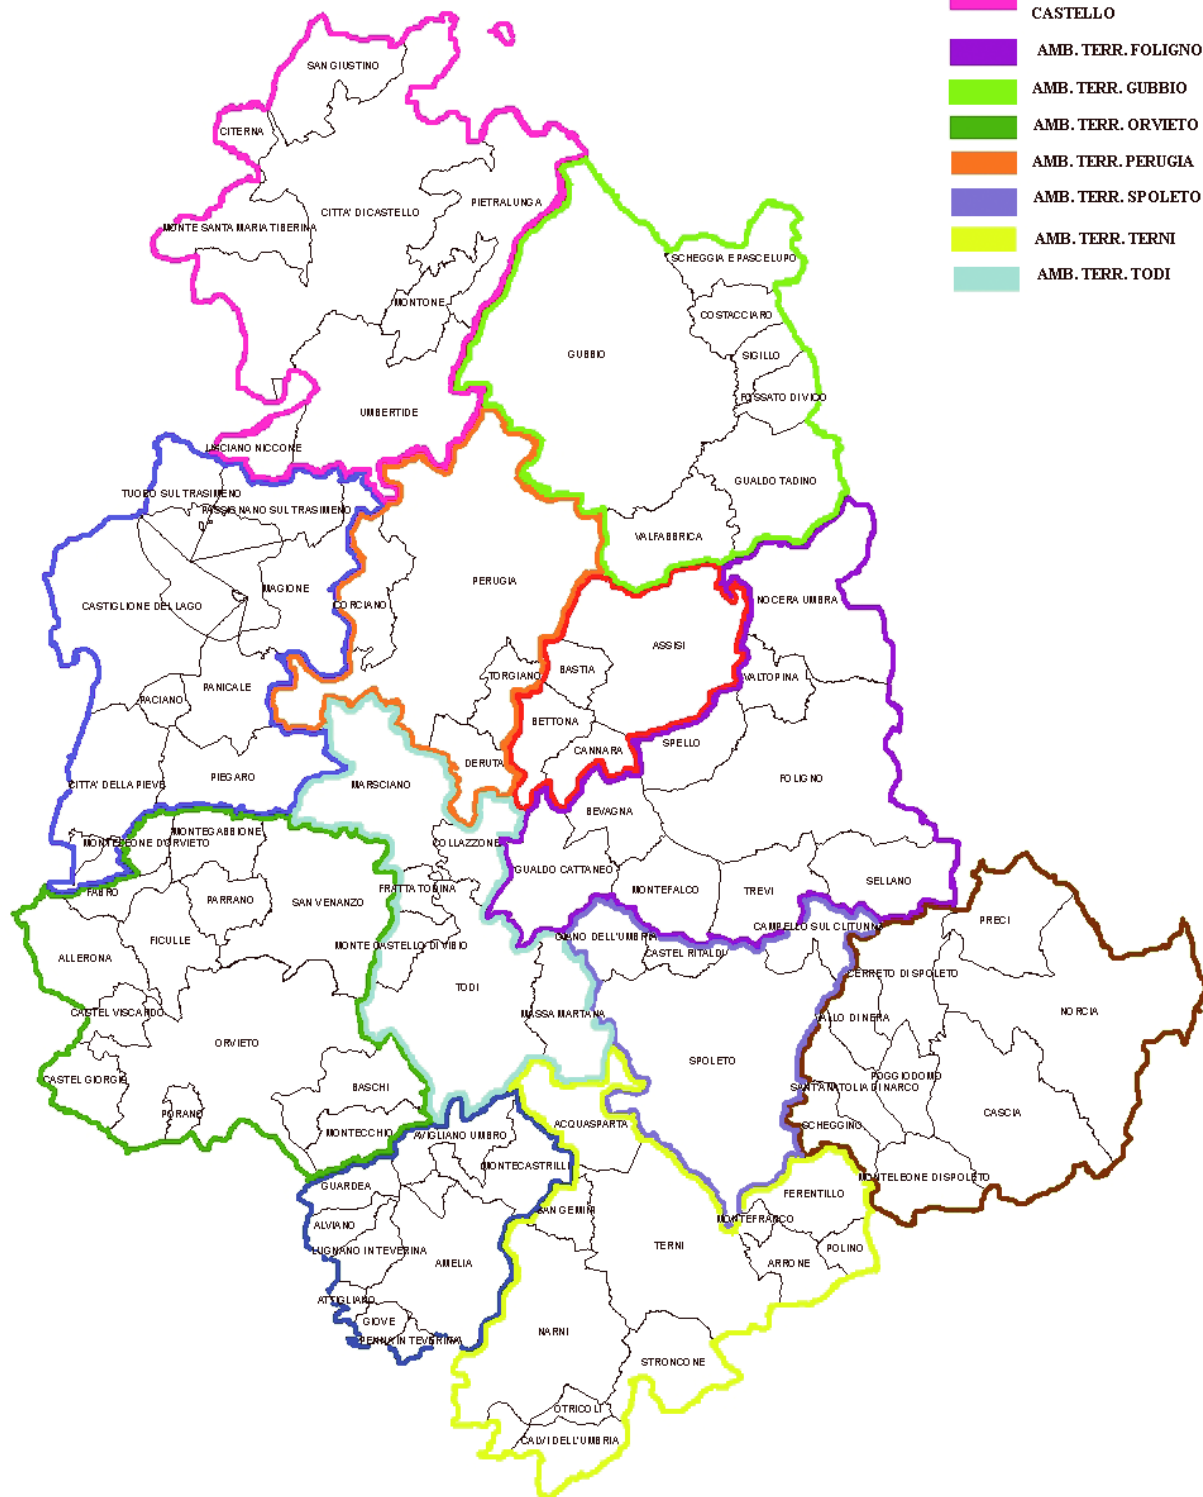 CASTELLO
AMB. TERR. FOLIGNO
AMB. TERR. GUBBIO
AMB. TERR. ORVIETO
AMB. TERR. PERUGIA
AMB. TERR. SPOLETO
AMB. TERR. TERNI
AMB. TERR. TODI
SAN GIUSTINO
CITERNA
CITTA' DI CASTELLO
PIETRALUNGA
MONTE SANTA MARIA TIBERINA
SCHEGGIA E PASCELUPO
MONTONE
COSTACCIARO
GUBBIO
SIGILLO
FOSSATO DI VICO
UMBERTIDE
LISCIANO NICCONE
GUALDO TADINO
TUORO SUL TRASIMENO
PASSIGNANO SUL TRASIMENO
VALFABBRICA
PERUGIA
MAGIONE
NOCERA UMBRA
CASTIGLIONE DEL LAGO
CORCIANO
ASSISI
BASTIA
TORGIANO
VALTOPINA
PANICALE
PACIANO
BETTONA
SPELLO
CANNARA
DERUTA
PIEGARO
FOLIGNO
CITTA' DELLA PIEVE
MARSCIANO
BEVAGNA
MONTEGABBIONE
MONTELEONE D'ORVIETO
COLLAZZONE
GUALDO CATTANEO
SELLANO
FABRO
FRATTA TODINA
MONTEFALCO
TREVI
PARRANO
SAN VENANZO
PRECI
CAMPELLO SUL CLITUNNO
GIANO DELL'UMBRIA
FICULLE
MONTE CASTELLO DI VIBIO
CASTEL RITALDI
ALLERONA
CERRETO DI SPOLETO
TODI
CASTEL VISCARDO
MASSA MARTANA
NORCIA
VALLO DI NERA
ORVIETO
SPOLETO
POGGIODOMO
CASTEL GIORGIO
BASCHI
SANT'ANATOLIA DI NARCO
CASCIA
PORANO
ACQUASPARTA
SCHEGGINO
MONTECCHIO
AVIGLIANO UMBRO
MONTECASTRILLI
MONTELEONE DI SPOLETO
GUARDEA
FERENTILLO
SAN GEMINI
MONTEFRANCO
ALVIANO
TERNI
POLINO
LUGNANO IN TEVERINA
AMELIA
ARRONE
ATTIGLIANO
GIOVE
NARNI
PENNA IN TEVERINA
STRONCONE
OTRICOLI
CALVI DELL'UMBRIA